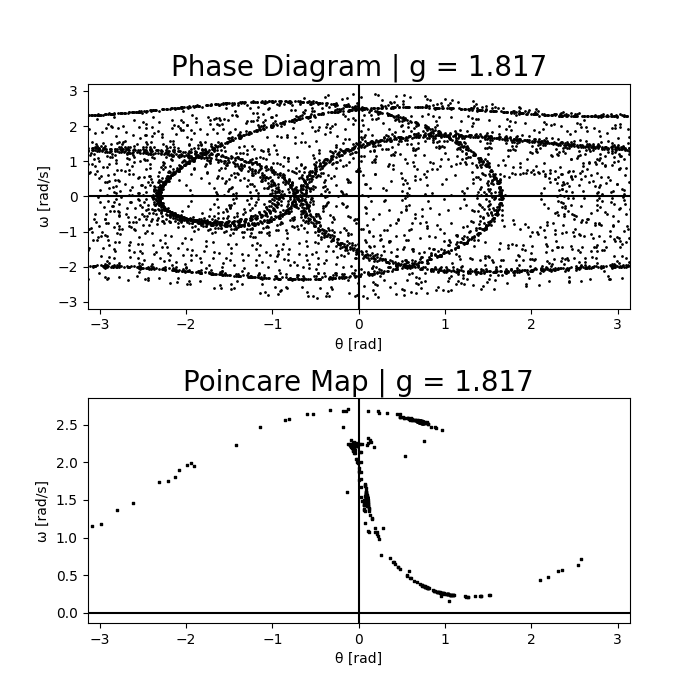 Phase Diagram | g = 1.817
3
2
1
0
−1
−2
−3
ω [rad/s]
−3 −2 −1 0 1 2 3
θ [rad]
Poincare Map | g = 1.817
2.5
2.0
1.5
1.0
0.5
0.0
ω [rad/s]
−3 −2 −1 0 1 2 3
θ [rad]